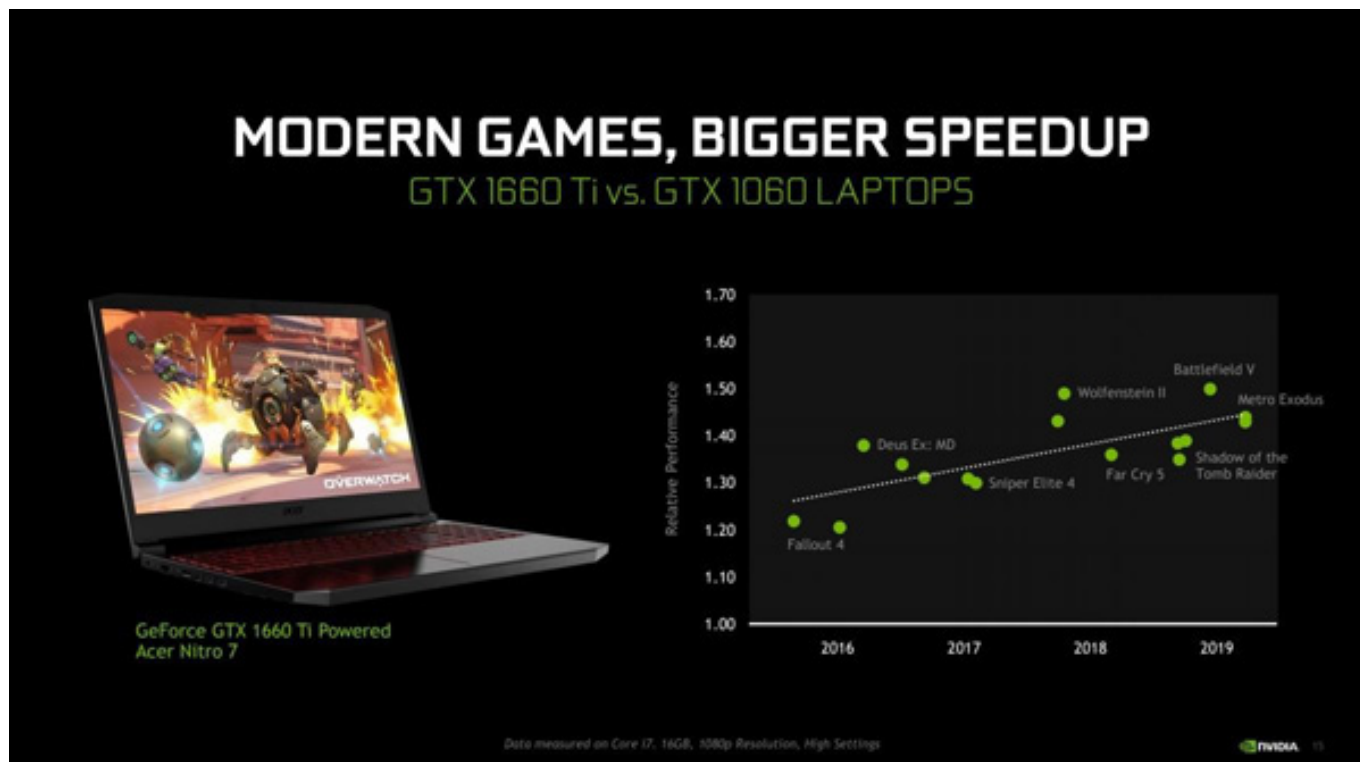 MODERN GAMES, BIGGER SPEEDUP
GTX 1660 Ti vs. GTX 1060 LAPTOPS
OVERWATCH
acer
GeForce GTX 1660 Ti Powered
Acer Nitro 7
Relative Performance
1.70
1.60
1.50
1.40
1.30
1.20
1.10
1.00
Battlefield V
Wolfenstein II
Metro Exodus
Deus Ex: MD
Shadow of the
Tomb Raider
Far Cry 5
Sniper Elite 4
Fallout 4
2016
2017
2018
2019
Data measured on Core i7, 16GB, 1080p Resolution, High Settings
NVIDIA
15